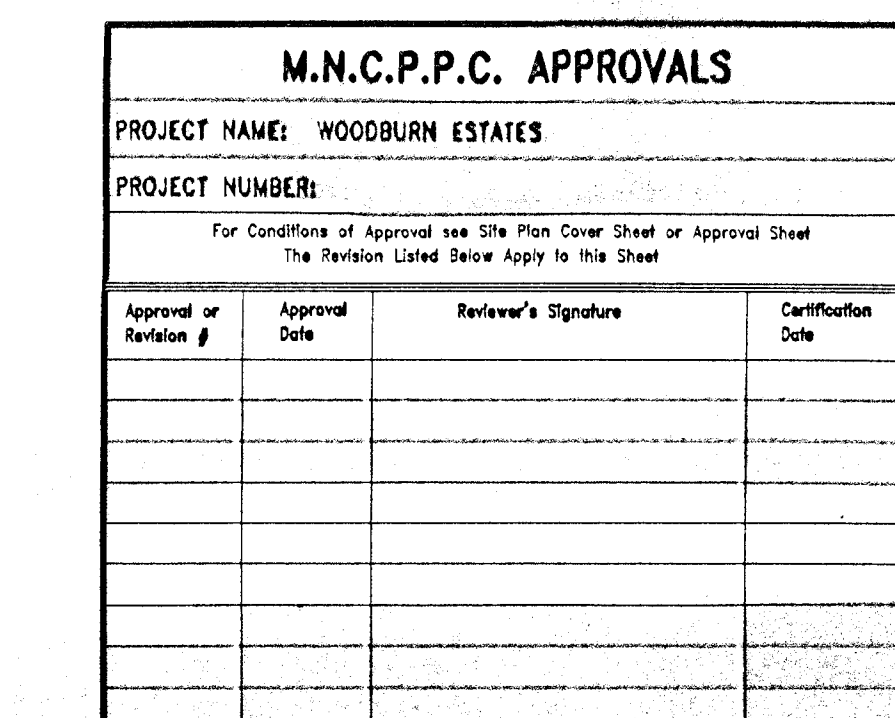 M.N.C.P.P.C. APPROVALS
PROJECT NAME: WOODBURN ESTATES
PROJECT NUMBER:
For Conditions of Approval see Site Plan Cover Sheet or Approval Sheet
The Revision Listed Below Apply to this Sheet
Approval or Revision #
Approval Date
Reviewer's Signature
Certification Date